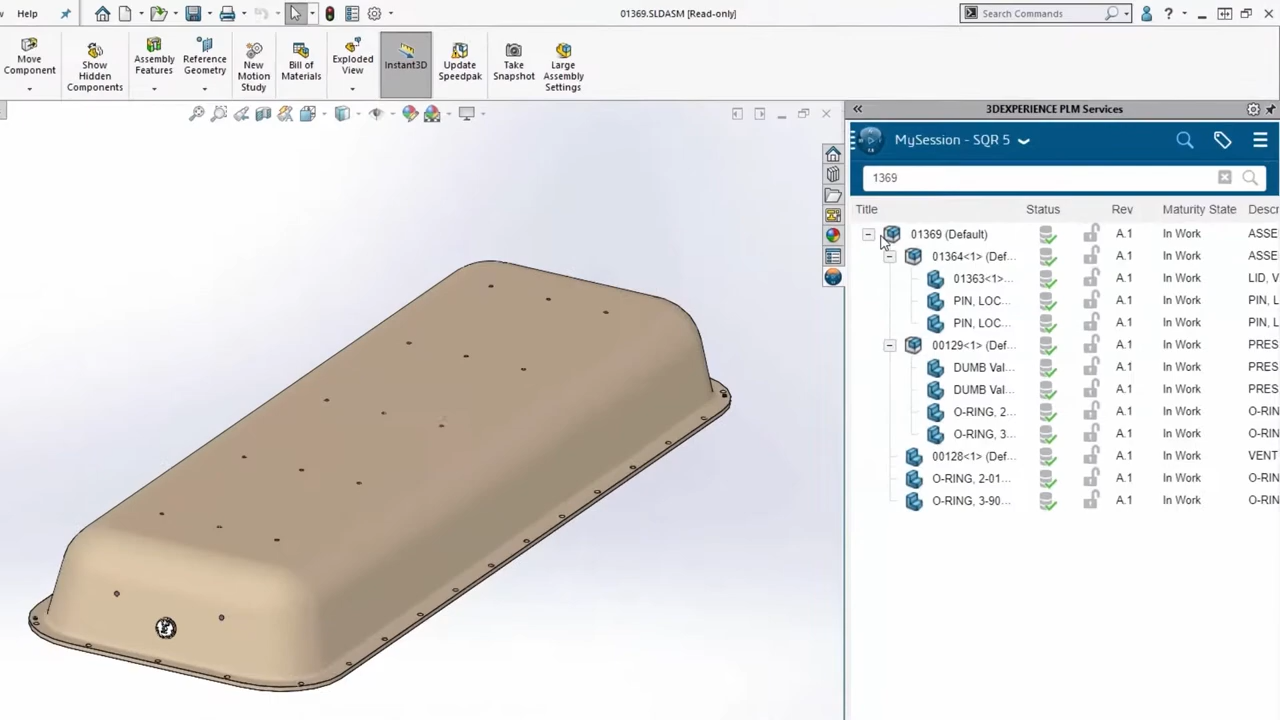 Help
01369.SLDASM [Read-only]
Search Commands
?
Move Component
Show Hidden Components
Assembly Features
Reference Geometry
New Motion Study
Bill of Materials
Exploded View
Instant3D
Update Speedpak
Take Snapshot
Large Assembly Settings
3DEXPERIENCE PLM Services
MySession - SQR 5
1369
Title Status Rev Maturity State Descr
01369 (Default) A.1 In Work ASSE
01364<1> (Def... A.1 In Work ASSE
01363<1>... A.1 In Work LID, V
PIN, LOC... A.1 In Work PIN, L
PIN, LOC... A.1 In Work PIN, L
00129<1> (Def... A.1 In Work PRES
DUMB Val... A.1 In Work PRES
DUMB Val... A.1 In Work PRES
O-RING, 2... A.1 In Work O-RIN
O-RING, 3... A.1 In Work O-RIN
00128<1> (Def... A.1 In Work VENT
O-RING, 2-01... A.1 In Work O-RIN
O-RING, 3-90... A.1 In Work O-RIN